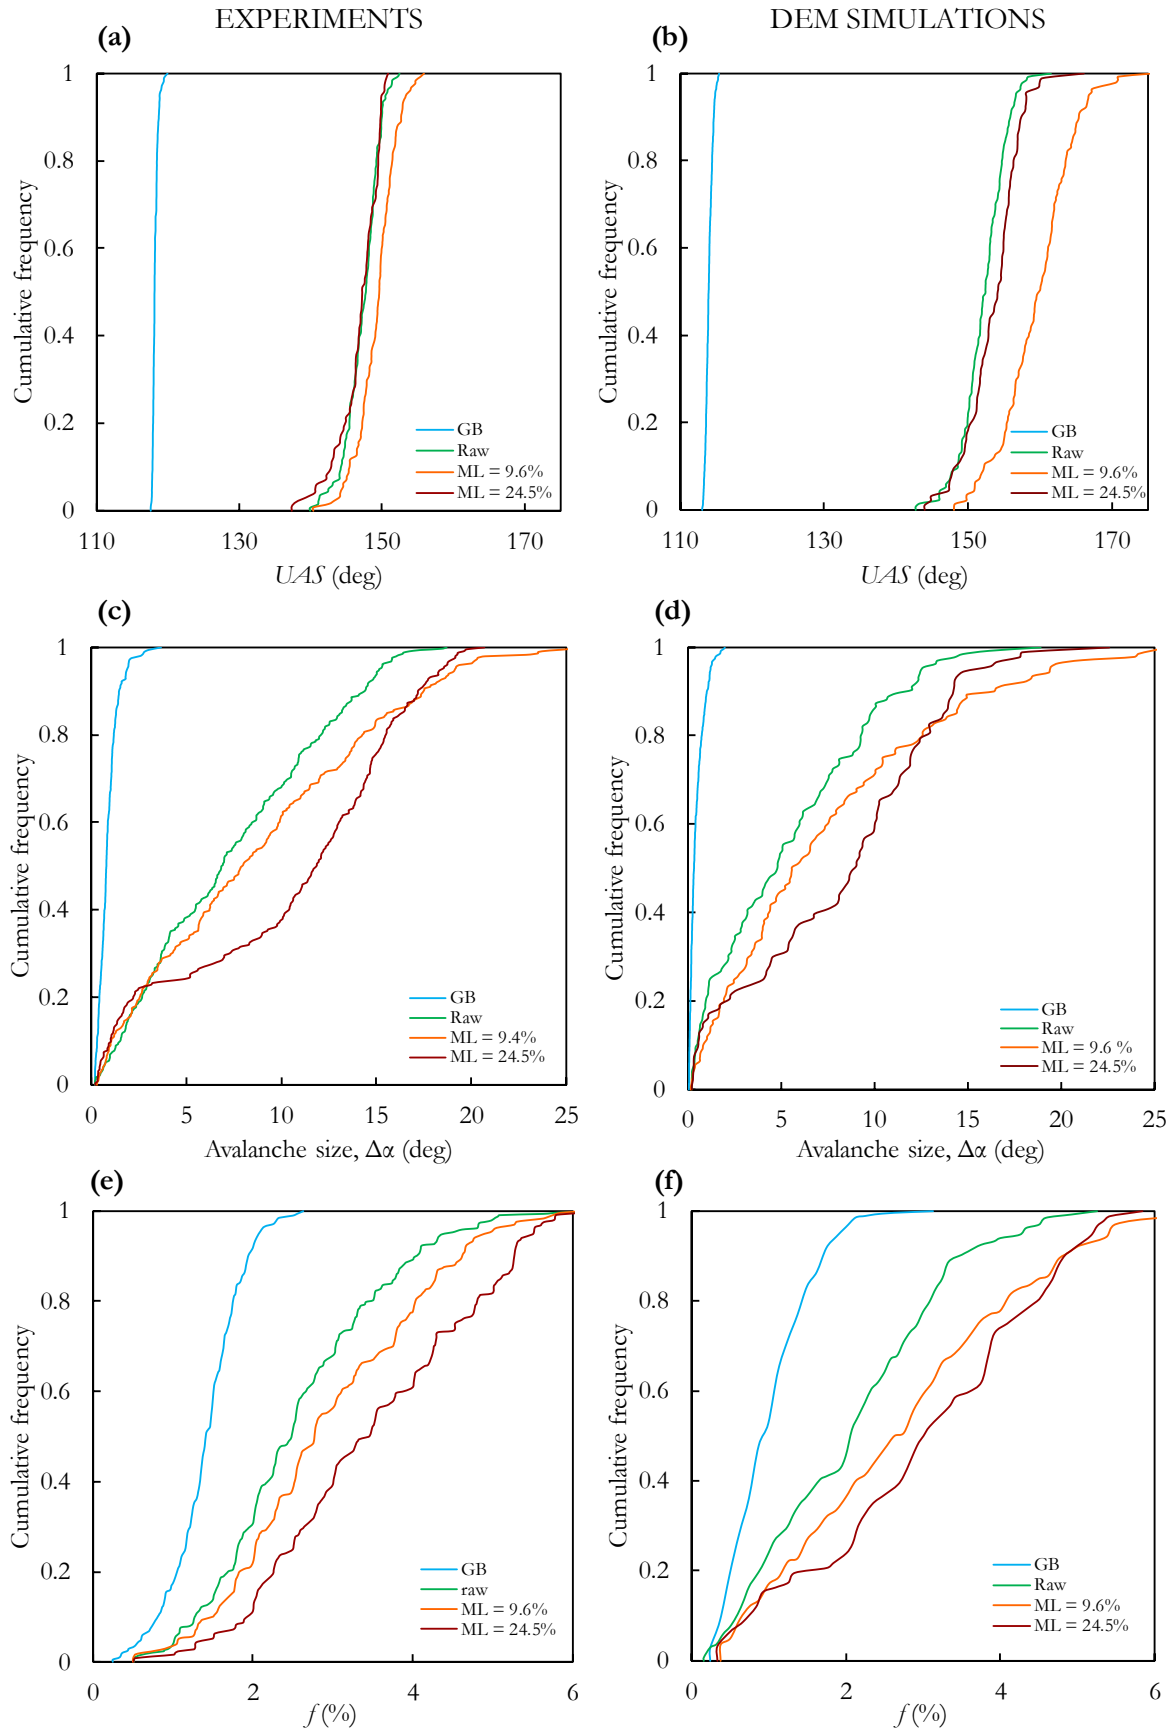 EXPERIMENTS
DEM SIMULATIONS
(a)
1
0.8
0.6
0.4
0.2
0
Cumulative frequency
GB
Raw
ML = 9.6%
ML = 24.5%
110 130 150 170
UAS (deg)
(b)
1
0.8
0.6
0.4
0.2
0
Cumulative frequency
GB
Raw
ML = 9.6%
ML = 24.5%
110 130 150 170
UAS (deg)
(c)
1
0.8
0.6
0.4
0.2
0
Cumulative frequency
GB
Raw
ML = 9.4%
ML = 24.5%
0 5 10 15 20 25
Avalanche size, Δα (deg)
(d)
1
0.8
0.6
0.4
0.2
0
Cumulative frequency
GB
Raw
ML = 9.6 %
ML = 24.5%
0 5 10 15 20 25
Avalanche size, Δα (deg)
(e)
1
0.8
0.6
0.4
0.2
0
Cumulative frequency
GB
raw
ML = 9.6%
ML = 24.5%
0 2 4 6
f (%)
(f)
1
0.8
0.6
0.4
0.2
0
Cumulative frequency
GB
Raw
ML = 9.6%
ML = 24.5%
0 2 4 6
f (%)